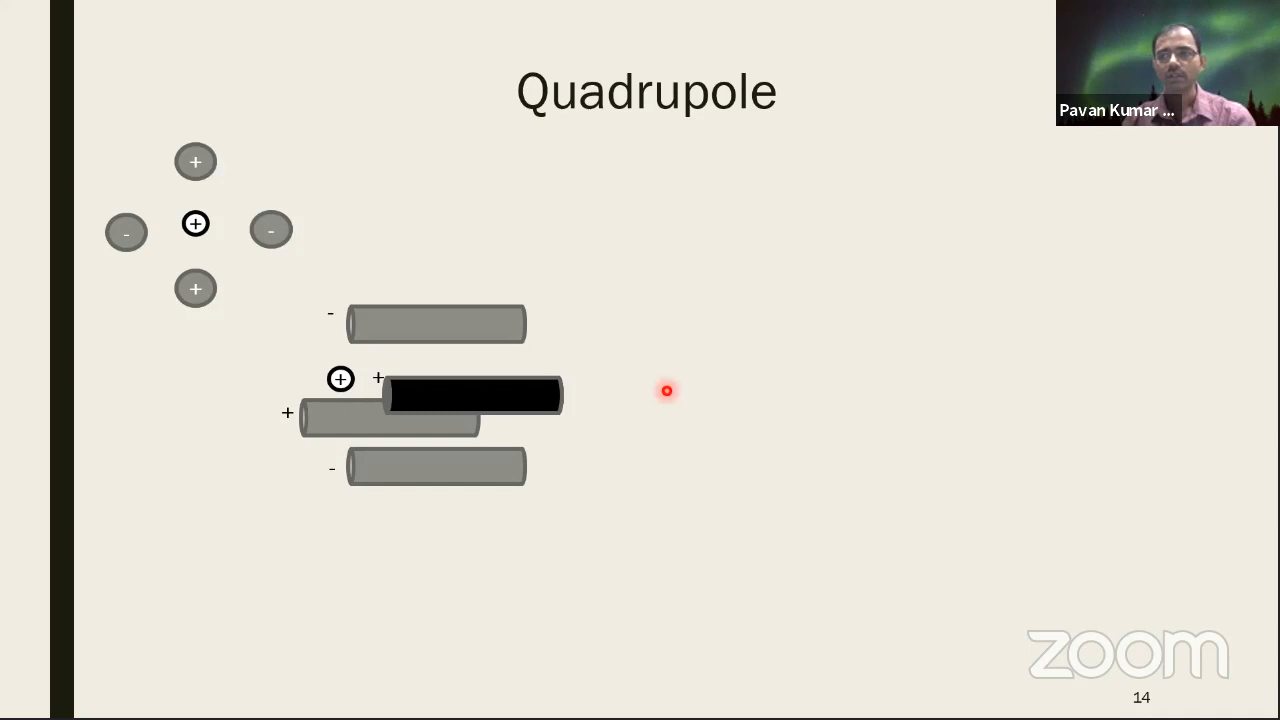 Quadrupole
Pavan Kumar ...
+
- + -
+
-
+ +
+
-
zoom
14